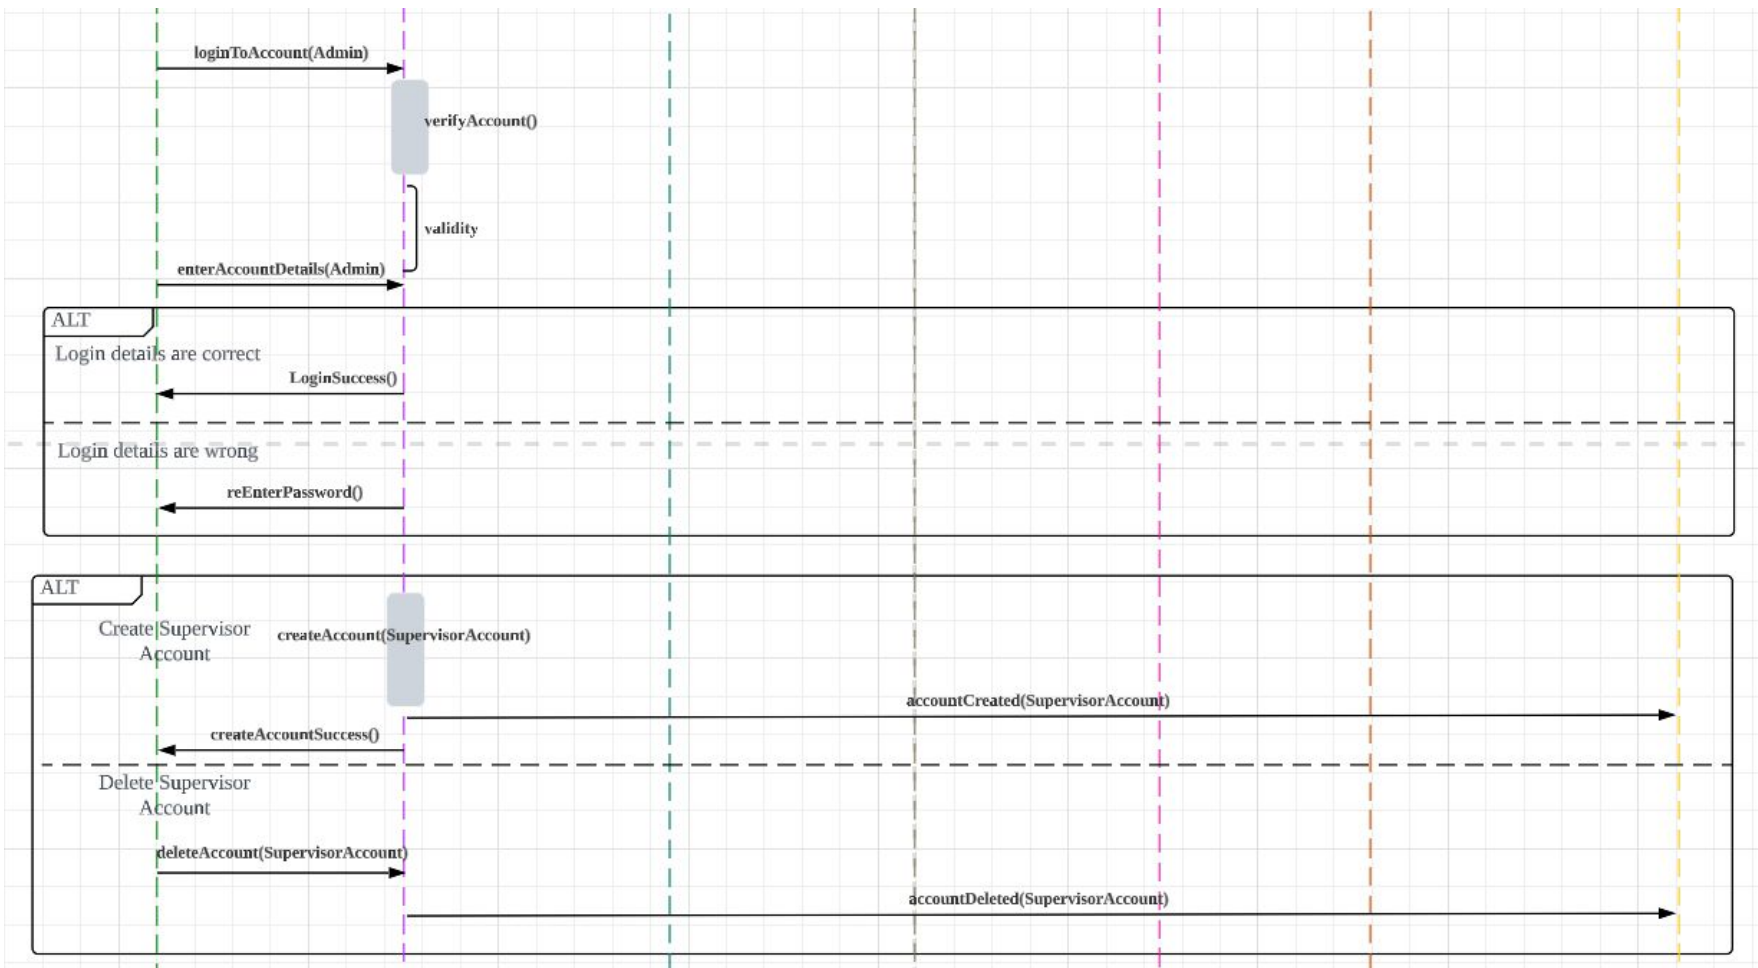 loginToAccount(Admin)
verifyAccount()
validity
enterAccountDetails(Admin)
ALT
Login details are correct
LoginSuccess()
Login details are wrong
reEnterPassword()
ALT
Create Supervisor
Account
createAccount(SupervisorAccount)
accountCreated(SupervisorAccount)
createAccountSuccess()
Delete Supervisor
Account
deleteAccount(SupervisorAccount)
accountDeleted(SupervisorAccount)